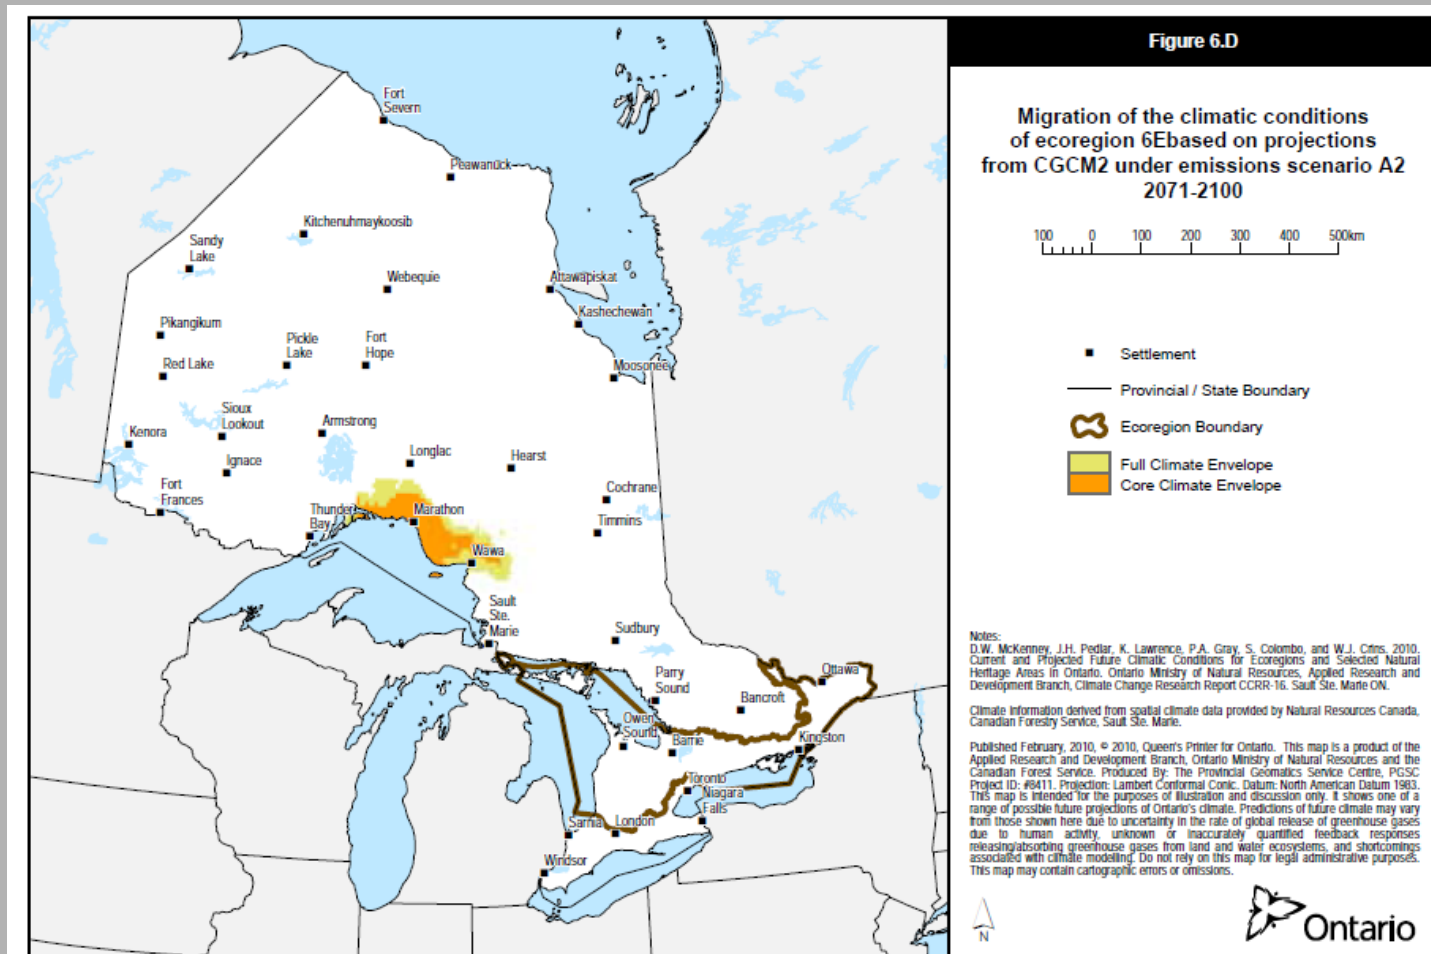 Figure 6.D
Migration of the climatic conditions
of ecoregion 6Ebased on projections
from CGCM2 under emissions scenario A2
2071-2100
100 0 100 200 300 400 500km
Settlement
Provincial / State Boundary
Ecoregion Boundary
Full Climate Envelope
Core Climate Envelope
Notes:
D.W. McKenney, J.H. Pedlar, K. Lawrence, P.A. Gray, S. Colombo, and W.J. Crins. 2010.
Current and Projected Future Climatic Conditions for Ecoregions and Selected Natural
Heritage Areas in Ontario. Ontario Ministry of Natural Resources, Applied Research and
Development Branch, Climate Change Research Report CCRR-16. Sault Ste. Marie ON.
Climate information derived from spatial climate data provided by Natural Resources Canada,
Canadian Forestry Service, Sault Ste. Marie.
Published February, 2010, © 2010, Queen's Printer for Ontario. This map is a product of the
Applied Research and Development Branch, Ontario Ministry of Natural Resources and the
Canadian Forest Service. Produced By: The Provincial Geomatics Service Centre, PGSC
Project ID: #8411. Projection: Lambert Conformal Conic. Datum: North American Datum 1983.
This map is intended for the purposes of illustration and discussion only. It shows one of a
range of possible future projections of Ontario's climate. Predictions of future climate may vary
from those shown here due to uncertainty in the rate of global release of greenhouse gases
due to human activity, unknown or inaccurately quantified feedback responses
releasing/absorbing greenhouse gases from land and water ecosystems, and shortcomings
associated with climate modelling. Do not rely on this map for legal administrative purposes.
This map may contain cartographic errors or omissions.
N
Ontario
Fort
Severn
Peawanuck
Kitchenuhmaykoosib
Sandy
Lake
Webequie
Attawapiskat
Kashechewan
Pikangikum
Pickle
Lake
Fort
Hope
Red Lake
Moosonee
Sioux
Lookout
Armstrong
Kenora
Ignace
Longlac
Hearst
Fort
Frances
Cochrane
Thunder
Bay
Marathon
Timmins
Wawa
Sault
Ste.
Marie
Sudbury
Parry
Sound
Ottawa
Bancroft
Owen
Sound
Barrie
Kingston
Toronto
Niagara
Falls
Sarnia
London
Windsor